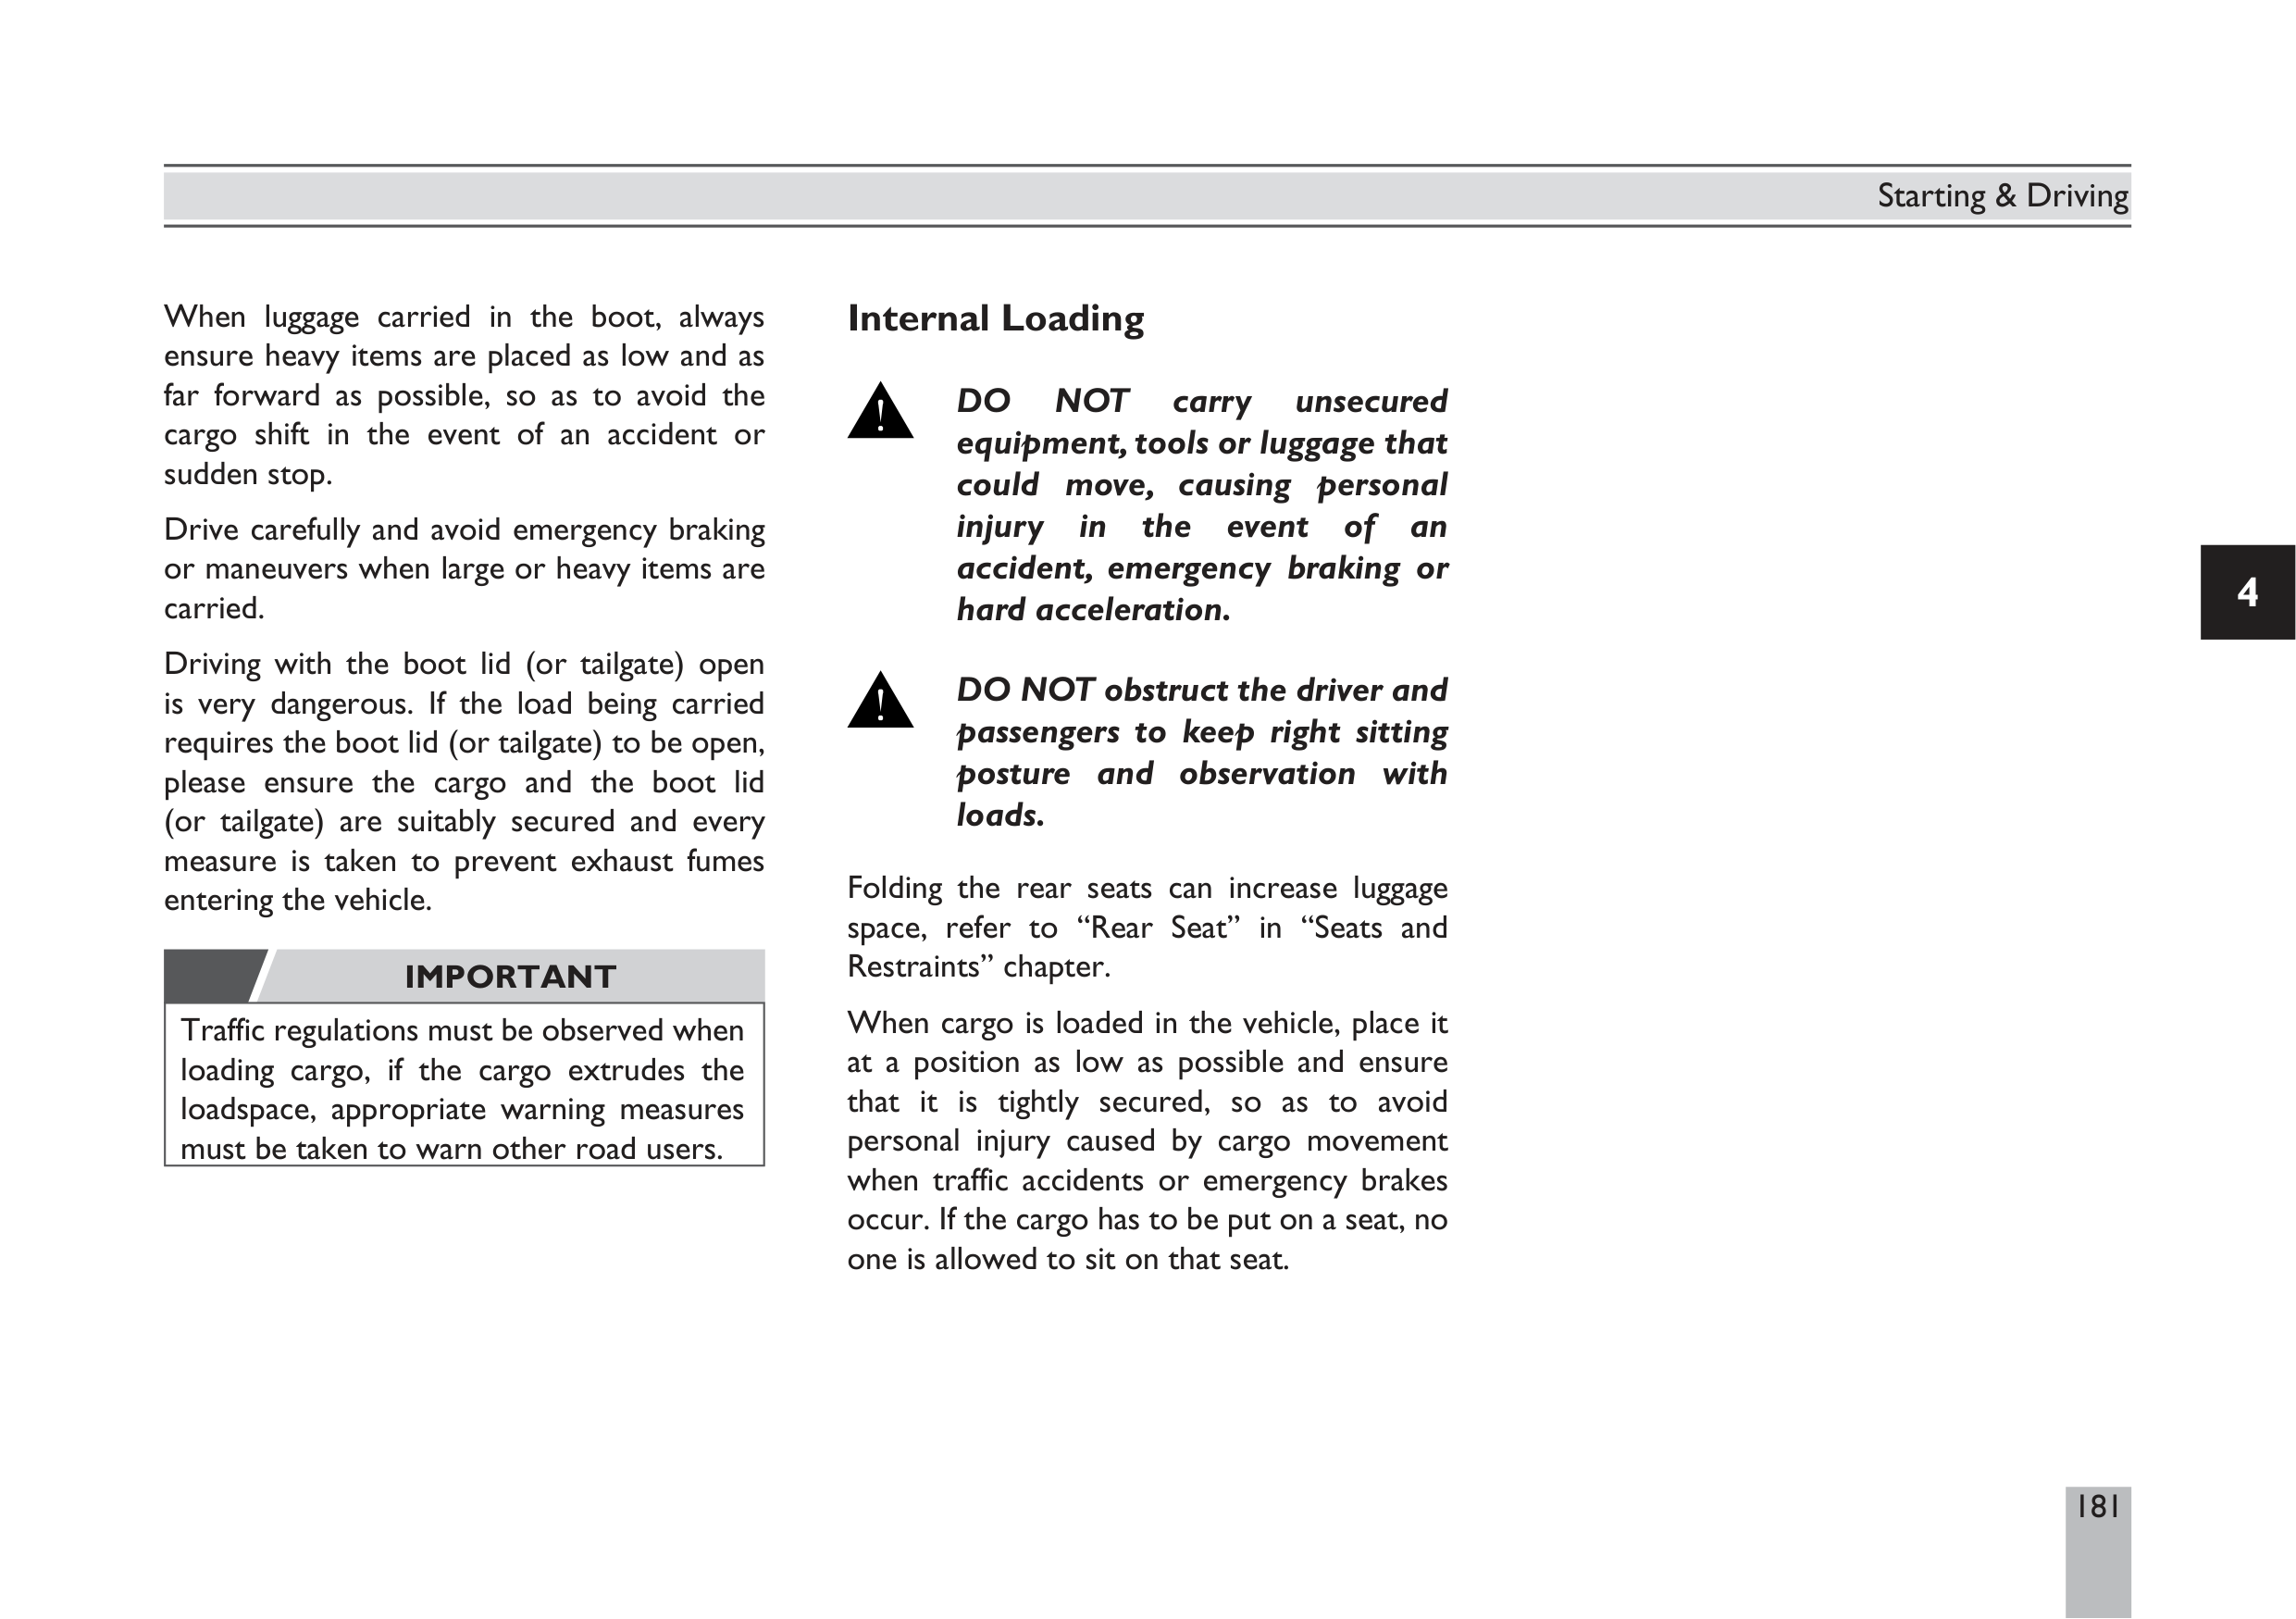 Starting & Driving
When luggage carried in the boot, always
ensure heavy items are placed as low and as
far forward as possible, so as to avoid the
cargo shift in the event of an accident or
sudden stop.
Drive carefully and avoid emergency braking
or maneuvers when large or heavy items are
carried.
Driving with the boot lid (or tailgate) open
is very dangerous. If the load being carried
requires the boot lid (or tailgate) to be open,
please ensure the cargo and the boot lid
(or tailgate) are suitably secured and every
measure is taken to prevent exhaust fumes
entering the vehicle.
IMPORTANT
Traffic regulations must be observed when
loading cargo, if the cargo extrudes the
loadspace, appropriate warning measures
must be taken to warn other road users.
Internal Loading
DO NOT carry unsecured
equipment, tools or luggage that
could move, causing personal
injury in the event of an
accident, emergency braking or
hard acceleration.
DO NOT obstruct the driver and
passengers to keep right sitting
posture and observation with
loads.
Folding the rear seats can increase luggage
space, refer to “Rear Seat” in “Seats and
Restraints” chapter.
When cargo is loaded in the vehicle, place it
at a position as low as possible and ensure
that it is tightly secured, so as to avoid
personal injury caused by cargo movement
when traffic accidents or emergency brakes
occur. If the cargo has to be put on a seat, no
one is allowed to sit on that seat.
4
181